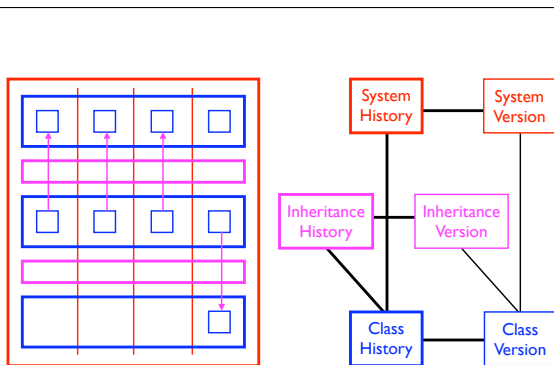 System
History
System
Version
Inheritance
History
Inheritance
Version
Class
History
Class
Version